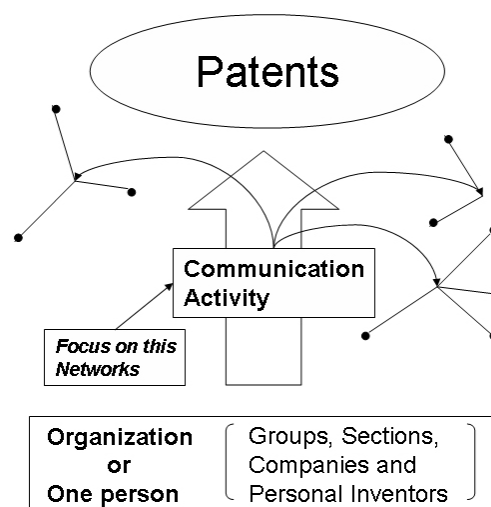 Patents
Communication
Activity
Focus on this
Networks
Organization
or
One person
Groups, Sections,
Companies and
Personal Inventors